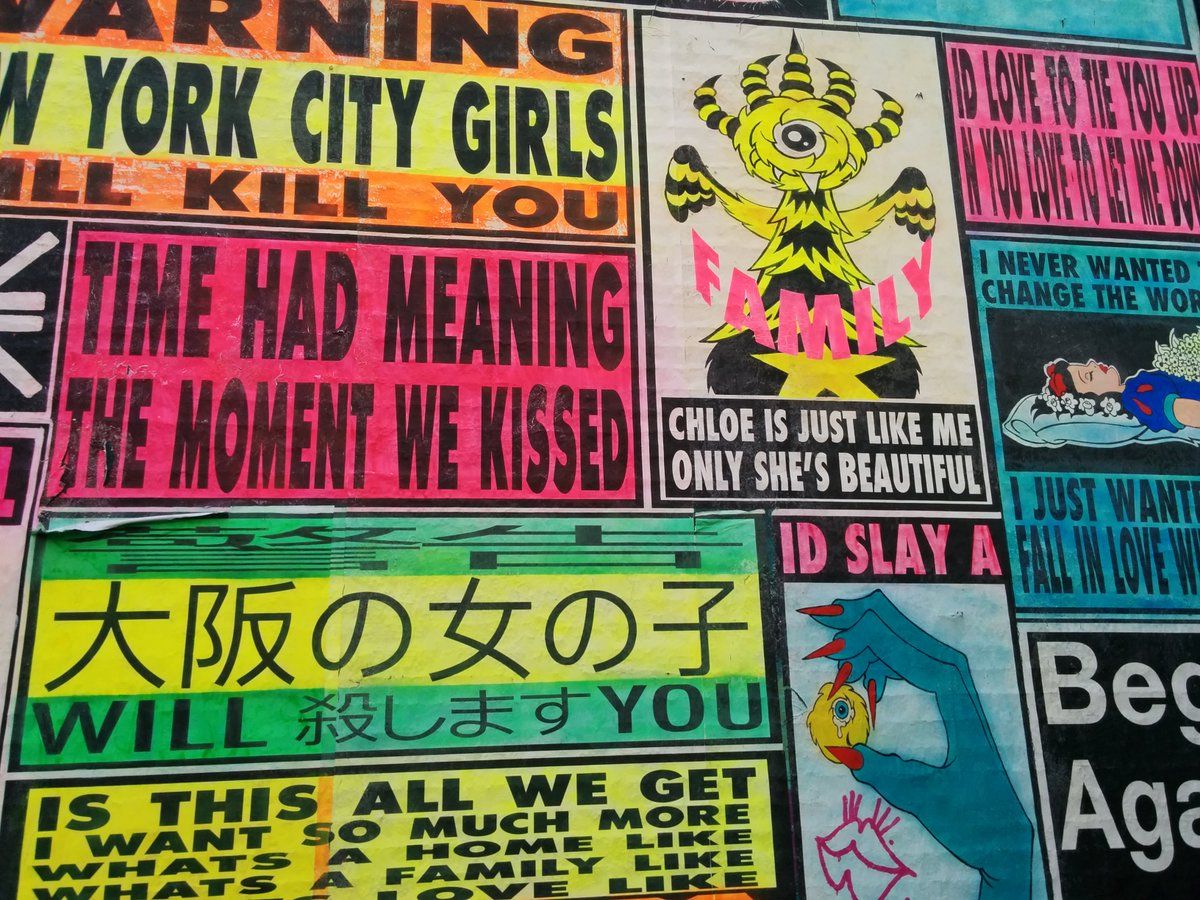 WARNING
W YORK CITY GIRLS
ILL KILL YOU
TIME HAD MEANING
THE MOMENT WE KISSED
警告
大阪の女の子
WILL 殺します YOU
IS THIS ALL WE GET
I WANT SO MUCH MORE
WHATS A HOME LIKE
WHATS A FAMILY LIKE
WHATS LOVE LIKE
FAMILY
CHLOE IS JUST LIKE ME
ONLY SHE'S BEAUTIFUL
ID SLAY A
ID LOVE TO TIE YOU UP
N YOU LOVE TO LET ME DOW
I NEVER WANTED T
CHANGE THE WOR
I JUST WANT
FALL IN LOVE W
Beg
Aga